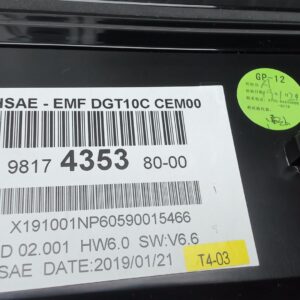 HSAE - EMF DGT10C CEM00
9817 4353 80-00
X191001NP60590015466
D 02.001 HW6.0 SW:V6.6
SAE DATE:2019/01/21
T4-03
GP-12